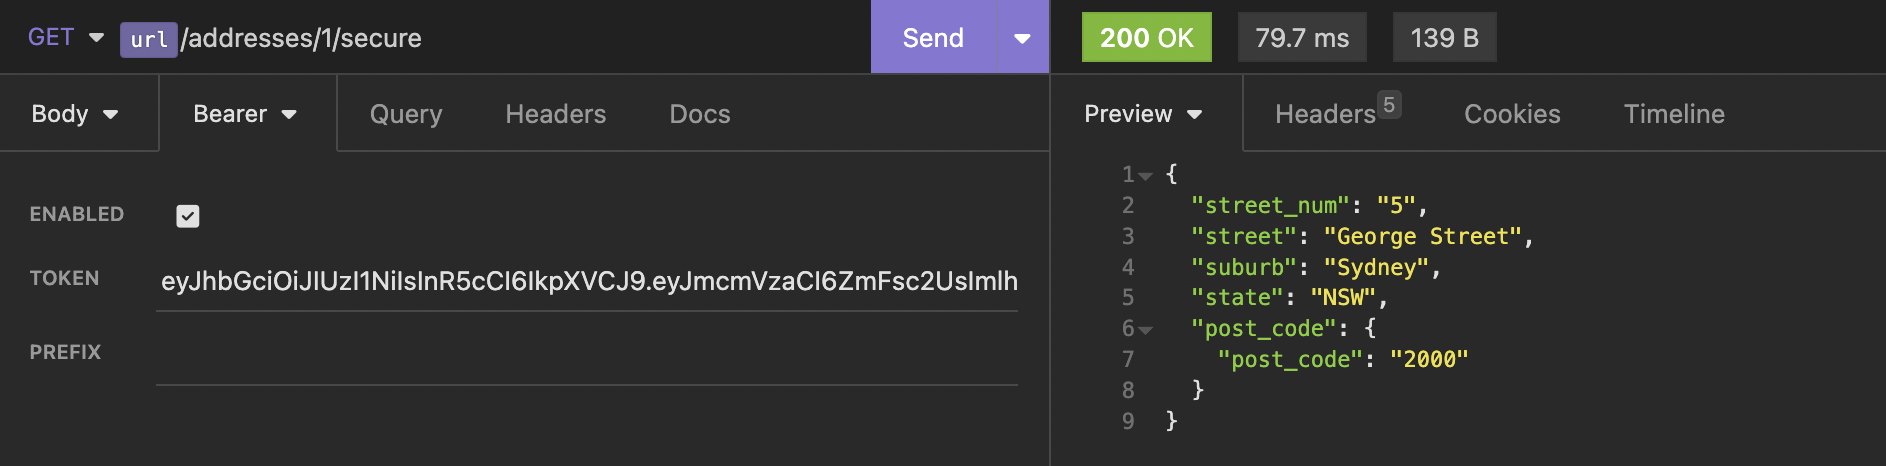 GET url/addresses/1/secure Send 200 OK 79.7 ms 139 B
Body Bearer Query Headers Docs
ENABLED
TOKEN eyJhbGciOiJIUzI1NiIsInR5cCI6IkpXVCJ9.eyJmcmVzaCI6ZmFsc2UsImlh
PREFIX
Preview Headers 5 Cookies Timeline
1 {
2 "street_num": "5",
3 "street": "George Street",
4 "suburb": "Sydney",
5 "state": "NSW",
6 "post_code": {
7 "post_code": "2000"
8 }
9 }